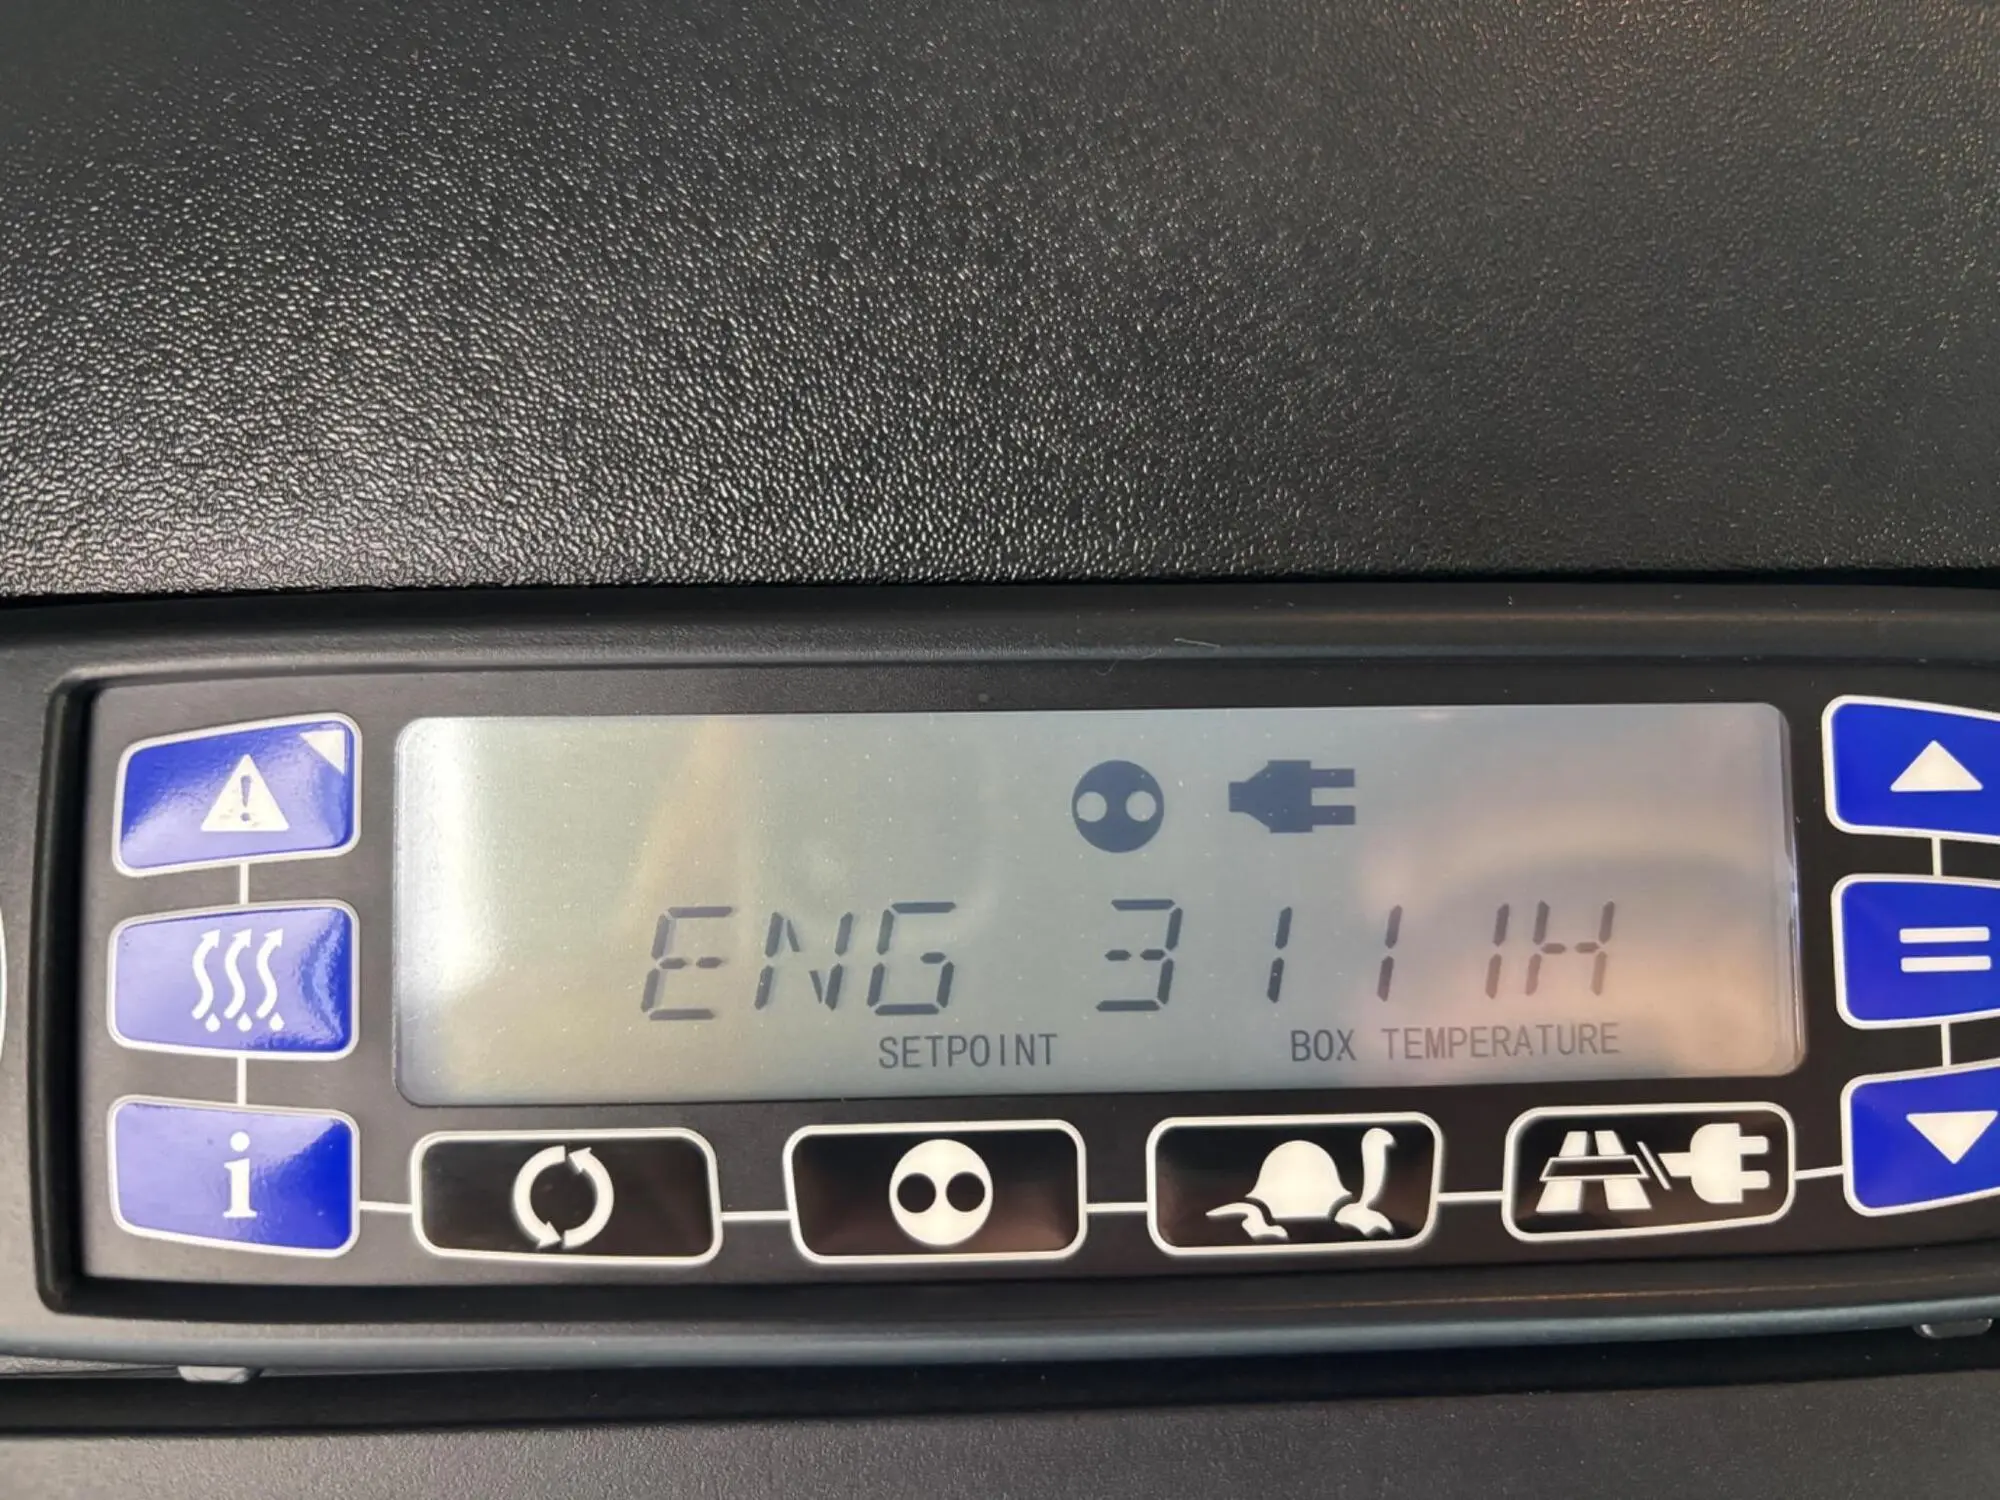 ENG 3111H
SETPOINT BOX TEMPERATURE
i